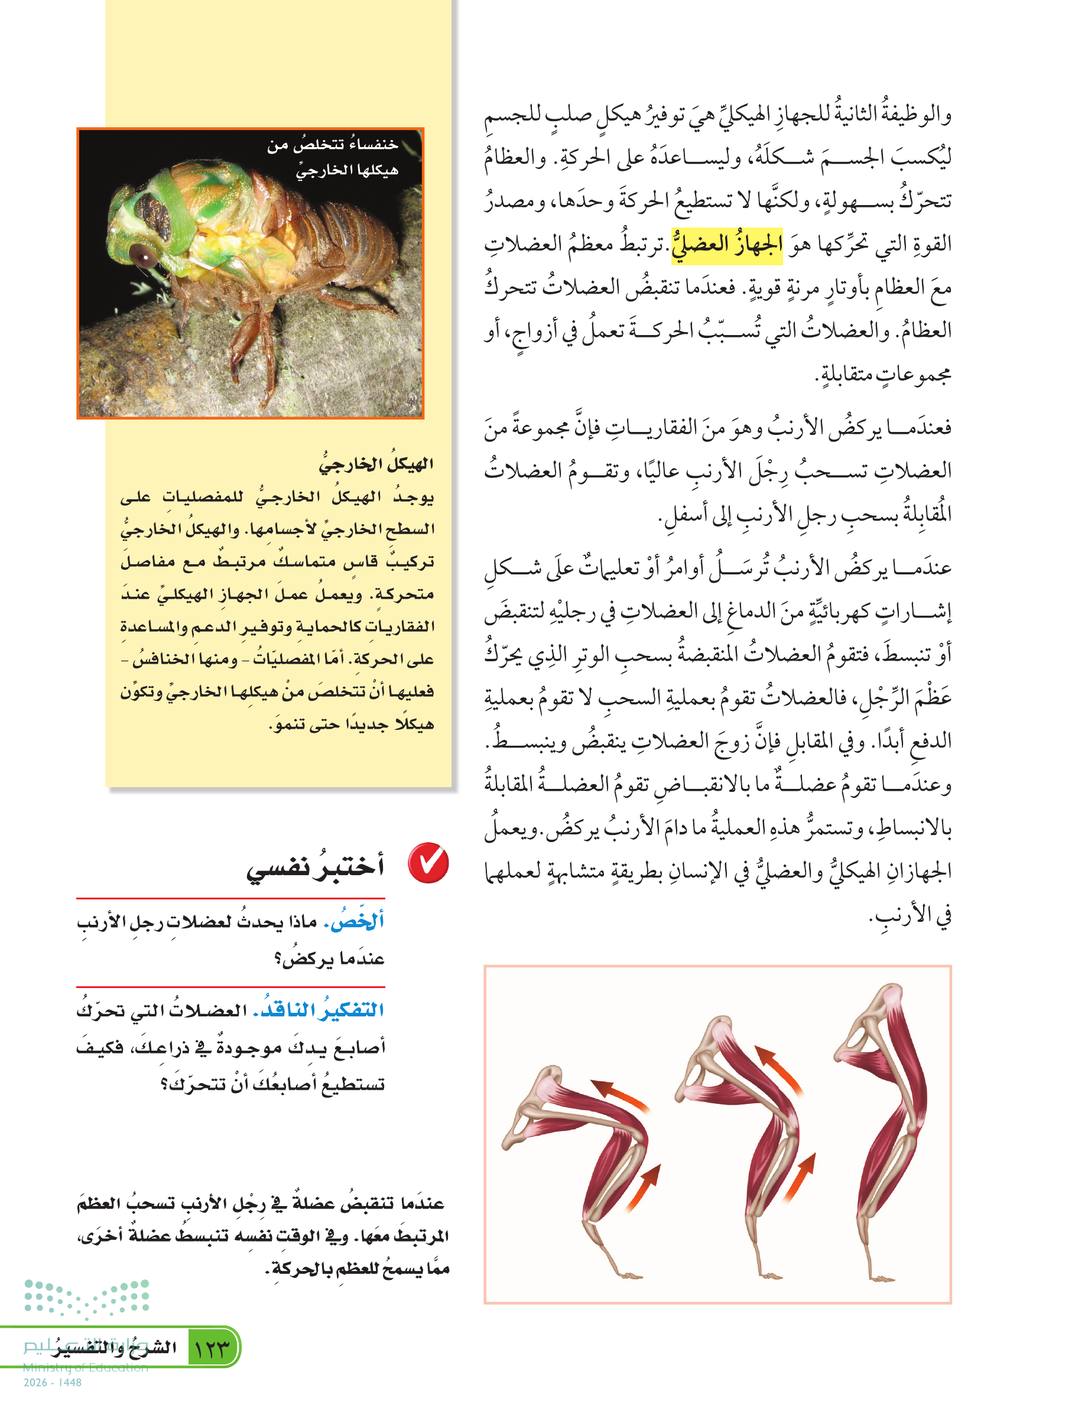 والوظيفةُ الثانيةُ للجهازِ الهيكليِّ هيَ توفيرُ هيكلٍ صلبٍ للجسمِ
ليُكسبَ الجسمَ شكلَهُ، وليساعدَهُ على الحركةِ. والعظامُ
تتحرّكُ بسهولةٍ، ولكنَّها لا تستطيعُ الحركةَ وحدَها، ومصدرُ
القوةِ التي تحرِّكها هوَ الجهازُ العضليُّ. ترتبطُ معظمُ العضلاتِ
معَ العظامِ بأوتارٍ مرنةٍ قويةٍ. فعندَما تنقبضُ العضلاتُ تتحركُ
العظامُ. والعضلاتُ التي تُسبّبُ الحركةَ تعملُ في أزواجٍ، أو
مجموعاتٍ متقابلةٍ.
فعندَما يركضُ الأرنبُ وهوَ منَ الفقارياتِ فإنَّ مجموعةً منَ
العضلاتِ تسحبُ رِجْلَ الأرنبِ عاليًا، وتقومُ العضلاتُ
المُقابِلةُ بسحبِ رجلِ الأرنبِ إلى أسفلِ.
عندَما يركضُ الأرنبُ تُرسَلُ أوامرُ أوْ تعليماتٌ علَى شكلِ
إشاراتٍ كهربائيَّةٍ منَ الدماغِ إلى العضلاتِ في رجليْهِ لتنقبضَ
أوْ تنبسطَ، فتقومُ العضلاتُ المنقبضةُ بسحبِ الوترِ الذِي يحرّكُ
عَظْمَ الرِّجْلِ، فالعضلاتُ تقومُ بعمليةِ السحبِ لا تقومُ بعمليةِ
الدفعِ أبدًا. وفي المقابلِ فإنَّ زوجَ العضلاتِ ينقبضُ وينبسطُ.
وعندَما تقومُ عضلةٌ ما بالانقباضِ تقومُ العضلةُ المقابلةُ
بالانبساطِ، وتستمرُّ هذهِ العمليةُ ما دامَ الأرنبُ يركضُ. ويعملُ
الجهازانِ الهيكليُّ والعضليُّ في الإنسانِ بطريقةٍ متشابهةٍ لعملهما
في الأرنبِ.
خنفساءُ تتخلصُ من
هيكلها الخارجيِّ
الهيكلُ الخارجيُّ
يوجدُ الهيكلُ الخارجيُّ للمفصلياتِ على
السطحِ الخارجيِّ لأجسامِها. والهيكلُ الخارجيُّ
تركيبٌ قاسٍ متماسكٌ مرتبطٌ مع مفاصلَ
متحركةٍ. ويعملُ عملَ الجهازِ الهيكليِّ عندَ
الفقارياتِ كالحمايةِ وتوفيرِ الدعمِ والمساعدةِ
على الحركةِ. أمّا المفصليّاتُ - ومنها الخنافسُ -
فعليها أنْ تتخلصَ منْ هيكلِها الخارجيِّ وتكوِّن
هيكلًا جديدًا حتى تنموَ.
أختبرُ نفسي
ألخّصُ. ماذا يحدثُ لعضلاتِ رجلِ الأرنبِ
عندَما يركضُ؟
التفكيرُ الناقدُ. العضلاتُ التي تحرّكُ
أصابعَ يدِكَ موجودةٌ في ذراعِكَ، فكيفَ
تستطيعُ أصابعُكَ أنْ تتحرّكَ؟
عندَما تنقبضُ عضلةٌ في رِجْلِ الأرنبِ تسحبُ العظمَ
المرتبطَ معَها. وفي الوقتِ نفسِه تنبسطُ عضلةٌ أخرَى،
ممَّا يسمحُ للعظمِ بالحركةِ.
١٢٣ الشرحُ والتفسيرُ
وزارة التعليم
Ministry of Education
2026 - 1448